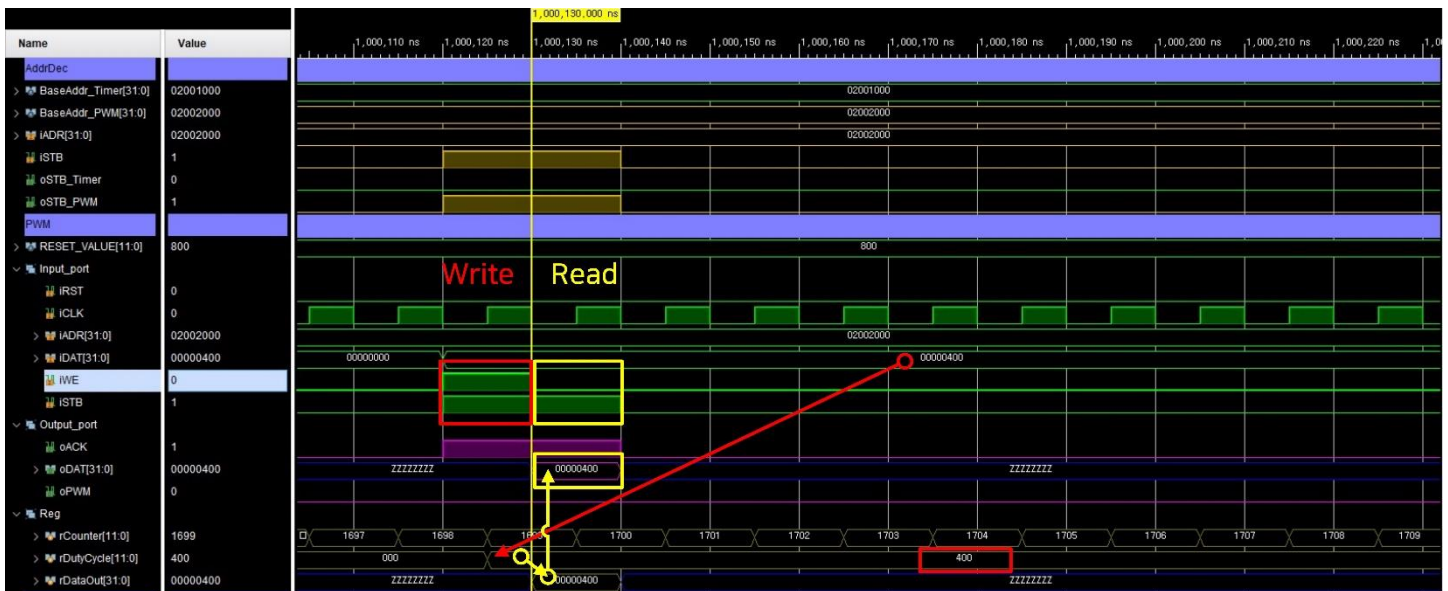 1,000,130.000 ns
Name Value 1,000,110 ns 1,000,120 ns 1,000,130 ns 1,000,140 ns 1,000,150 ns 1,000,160 ns 1,000,170 ns 1,000,180 ns 1,000,190 ns 1,000,200 ns 1,000,210 ns 1,000,220 ns
AddrDec
BaseAddr_Timer[31:0] 02001000 02001000
BaseAddr_PWM[31:0] 02002000 02002000
iADR[31:0] 02002000 02002000
iSTB 1
oSTB_Timer 0
oSTB_PWM 1
PWM
RESET_VALUE[11:0] 800 800
Input_port Write Read
iRST 0
iCLK 0
iADR[31:0] 02002000 02002000
iDAT[31:0] 00000400 00000000 00000400
iWE 0
iSTB 1
Output_port
oACK 1
oDAT[31:0] 00000400 ZZZZZZZZ 00000400 ZZZZZZZZ
oPWM 0
Reg
rCounter[11:0] 1699 1697 1698 1699 1700 1701 1702 1703 1704 1705 1706 1707 1708 1709
rDutyCycle[11:0] 400 000 400
rDataOut[31:0] 00000400 ZZZZZZZZ 00000400 ZZZZZZZZ